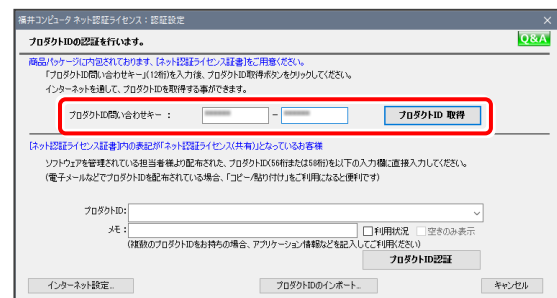 福井コンピュータ ネット認証ライセンス：認証設定
プロダクトIDの認証を行います。
Q&A
商品パッケージに内包されております、[ネット認証ライセンス証書]をご用意ください。
「プロダクトID問い合わせキー」(12桁)を入力後、プロダクトID取得ボタンをクリックしてください。
インターネットを通して、プロダクトIDを取得する事ができます。
プロダクトID問い合わせキー ：
-
プロダクトID 取得
[ネット認証ライセンス証書]内の表記が「ネット認証ライセンス(共有)」となっているお客様
ソフトウェアを管理されている担当者様より配布された、プロダクトID(56桁または58桁)を以下の入力欄に直接入力してください。
(電子メールなどでプロダクトIDを配布されている場合、「コピー/貼り付け」をご利用になると便利です)
プロダクトID:
メモ :
利用状況 空きのみ表示
(複数のプロダクトIDをお持ちの場合、アプリケーション情報などを記入してご利用ください)
プロダクトID認証
インターネット設定...
プロダクトIDのインポート...
キャンセル